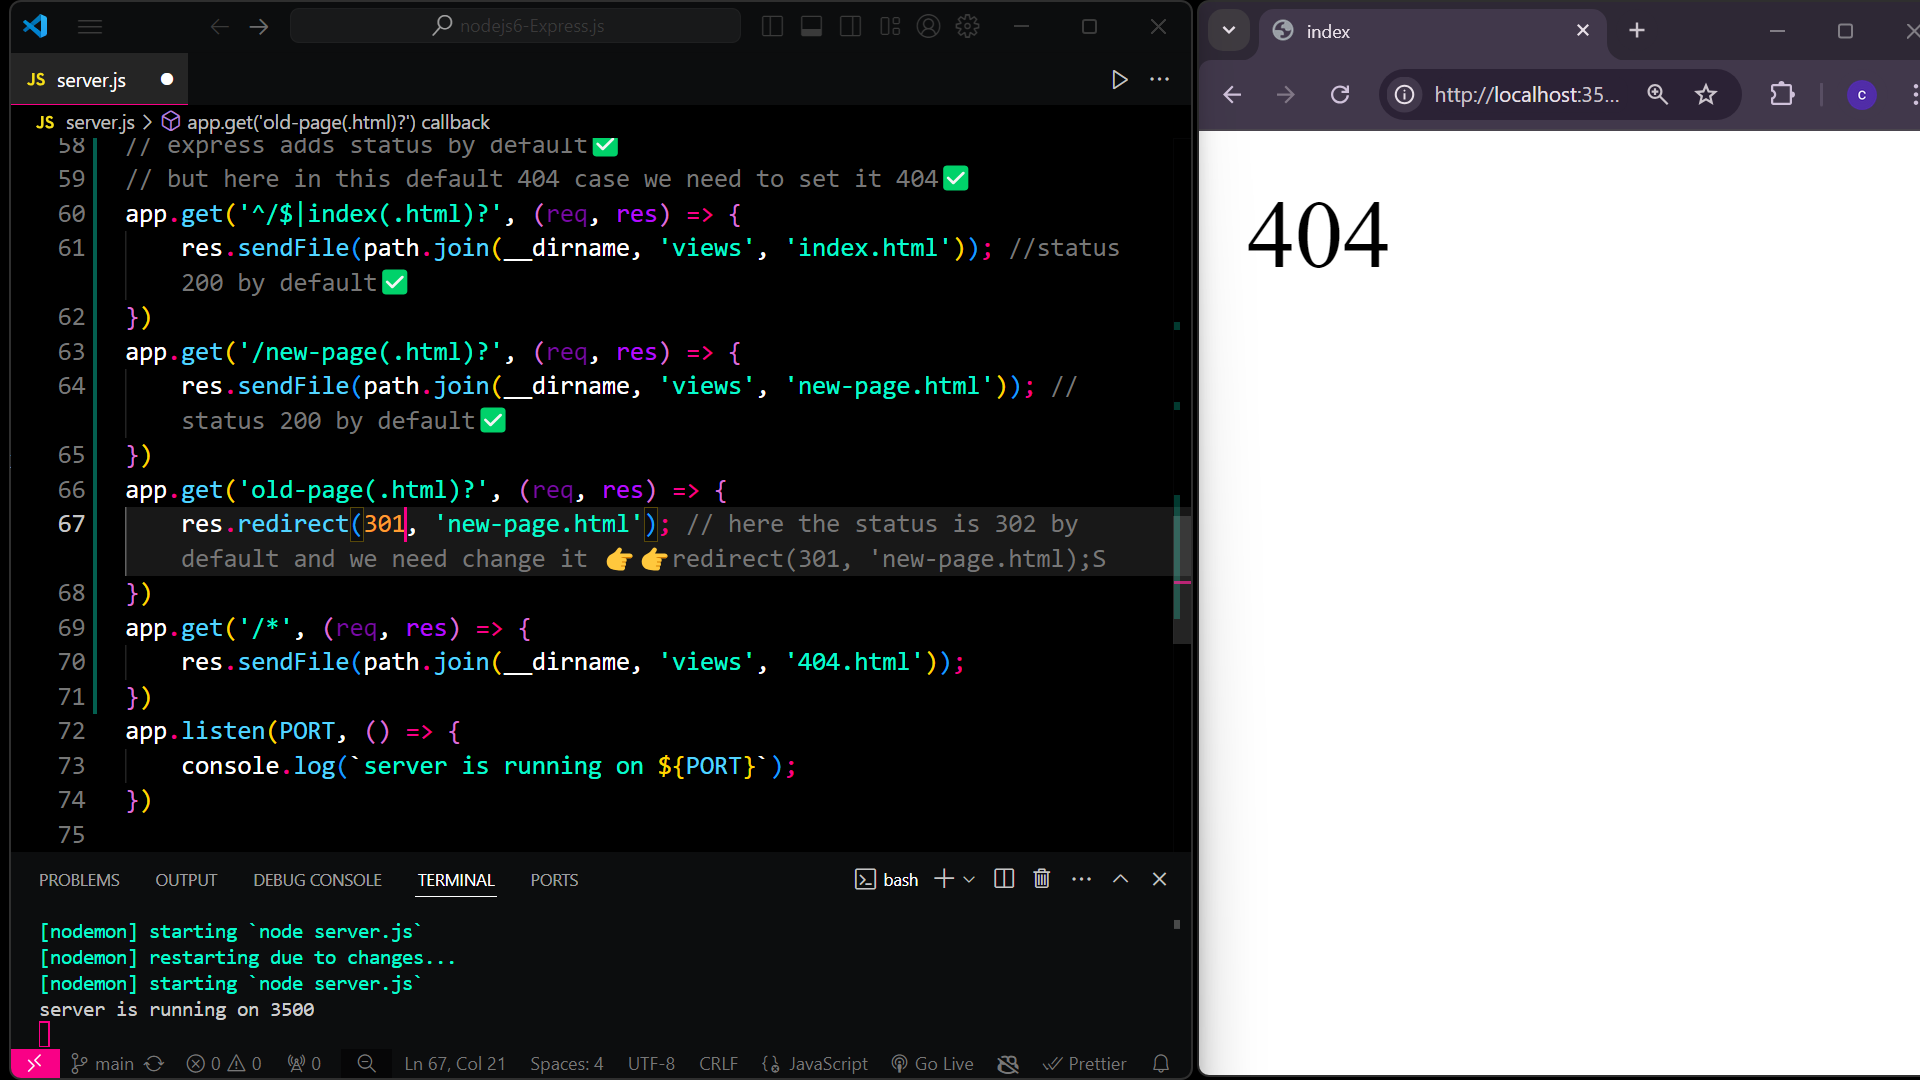 nodejs6-Express.js
JS server.js
JS server.js > app.get('old-page(.html)?') callback
58 // express adds status by default✅
59 // but here in this default 404 case we need to set it 404✅
60 app.get('^/$|index(.html)?', (req, res) => {
61 res.sendFile(path.join(__dirname, 'views', 'index.html')); //status
200 by default✅
62 })
63 app.get('/new-page(.html)?', (req, res) => {
64 res.sendFile(path.join(__dirname, 'views', 'new-page.html')); //
status 200 by default✅
65 })
66 app.get('old-page(.html)?', (req, res) => {
67 res.redirect(301, 'new-page.html'); // here the status is 302 by
default and we need change it 👉👉redirect(301, 'new-page.html);S
68 })
69 app.get('/*', (req, res) => {
70 res.sendFile(path.join(__dirname, 'views', '404.html'));
71 })
72 app.listen(PORT, () => {
73 console.log(`server is running on ${PORT}`);
74 })
75
PROBLEMS OUTPUT DEBUG CONSOLE TERMINAL PORTS bash
[nodemon] starting `node server.js`
[nodemon] restarting due to changes...
[nodemon] starting `node server.js`
server is running on 3500
main 0 0 0 Ln 67, Col 21 Spaces: 4 UTF-8 CRLF JavaScript Go Live Prettier
index
http://localhost:35... c
404